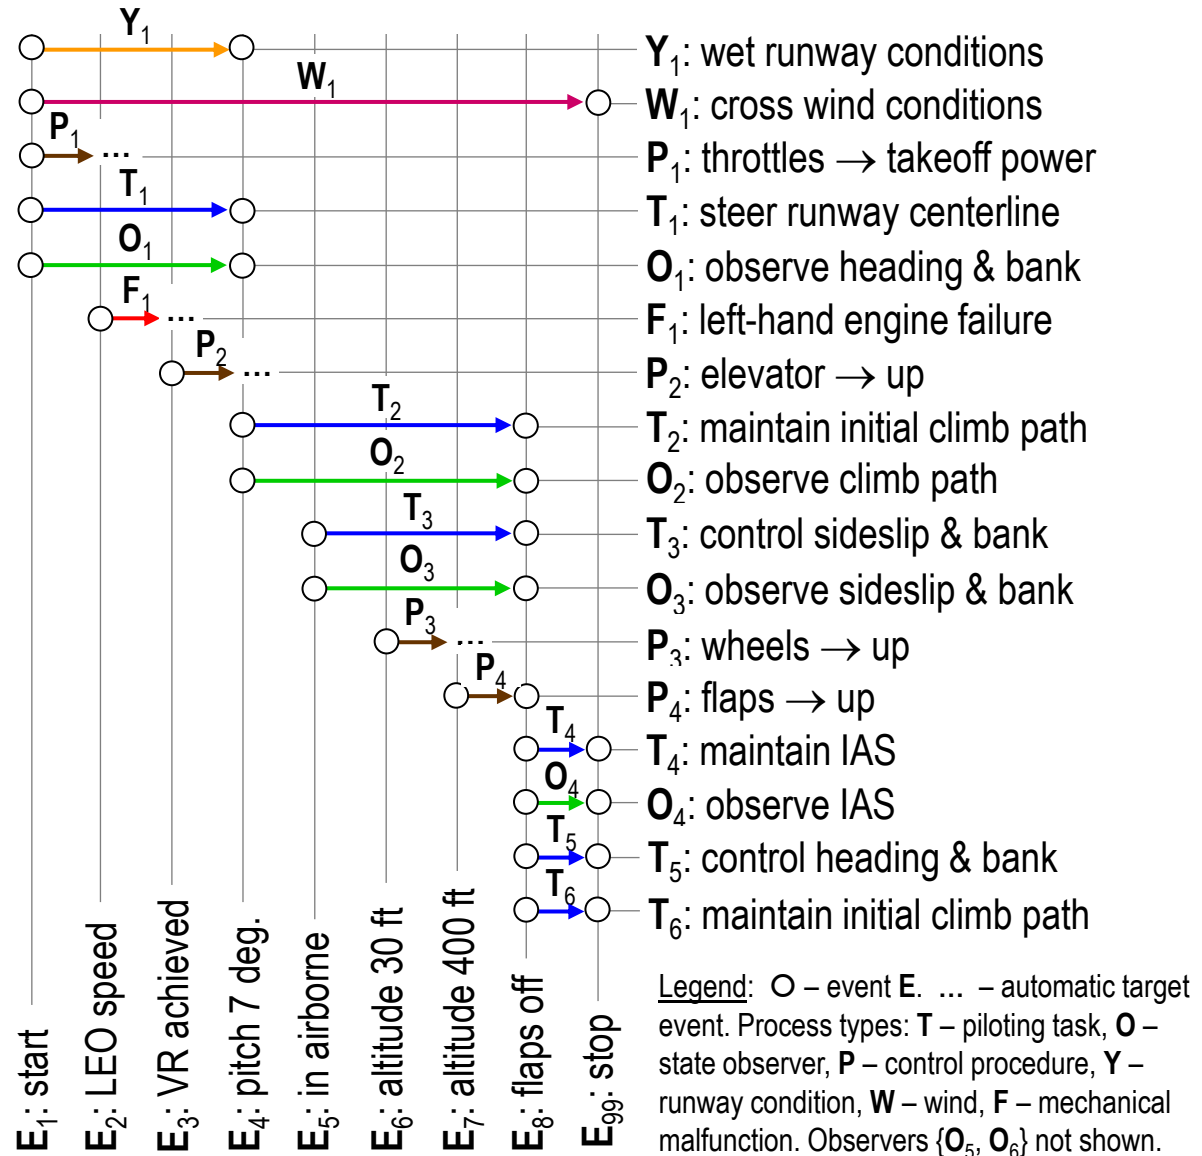 Y1
Y1: wet runway conditions
W1
W1: cross wind conditions
P1
...
P1: throttles → takeoff power
T1
T1: steer runway centerline
O1
O1: observe heading & bank
F1
...
F1: left-hand engine failure
P2
...
P2: elevator → up
T2
T2: maintain initial climb path
O2
O2: observe climb path
T3
T3: control sideslip & bank
O3
O3: observe sideslip & bank
P3
...
P3: wheels → up
P4
P4: flaps → up
T4
T4: maintain IAS
O4
O4: observe IAS
T5
T5: control heading & bank
T6
T6: maintain initial climb path
E1: start
E2: LEO speed
E3: VR achieved
E4: pitch 7 deg.
E5: in airborne
E6: altitude 30 ft
E7: altitude 400 ft
E8: flaps off
E99: stop
Legend: O – event E. ... – automatic target
event. Process types: T – piloting task, O –
state observer, P – control procedure, Y –
runway condition, W – wind, F – mechanical
malfunction. Observers {O5, O6} not shown.